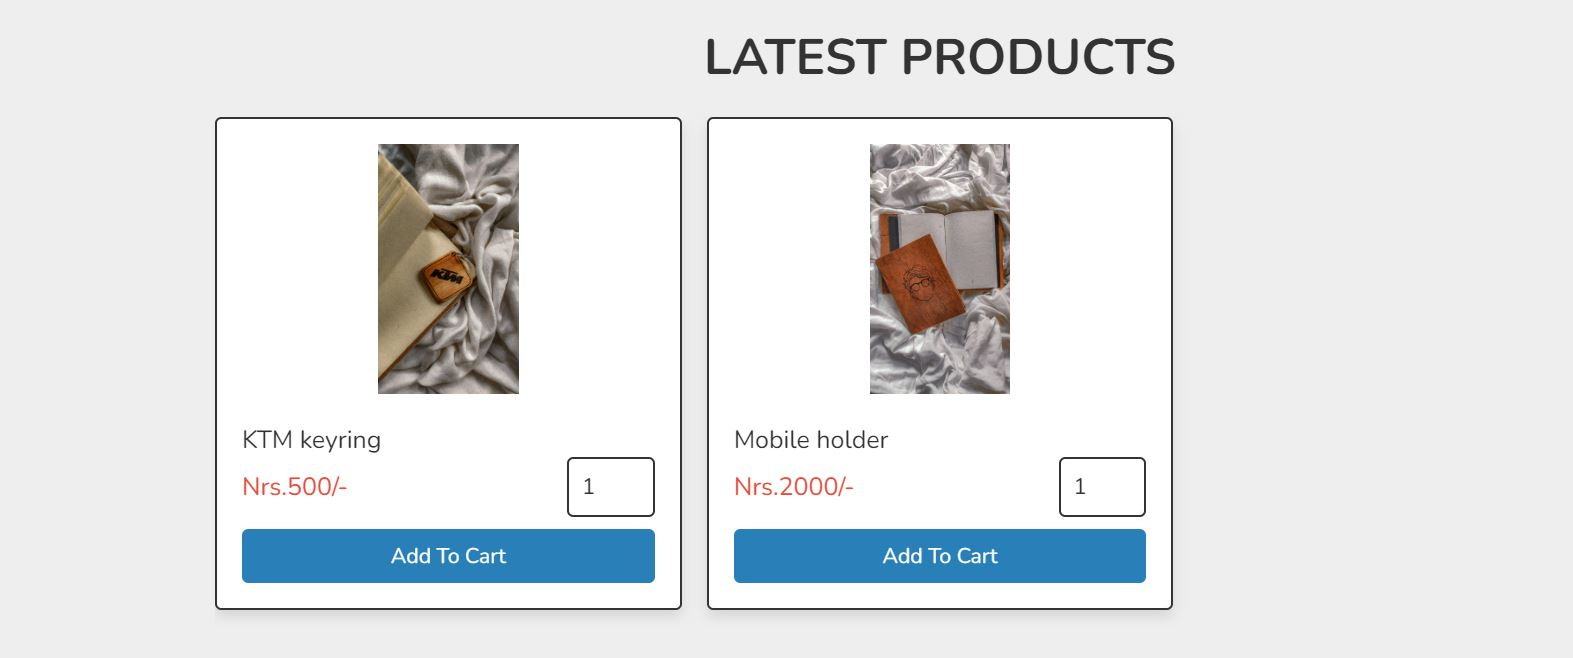 LATEST PRODUCTS
KTM
KTM keyring
Nrs.500/-
1
Add To Cart
Mobile holder
Nrs.2000/-
1
Add To Cart